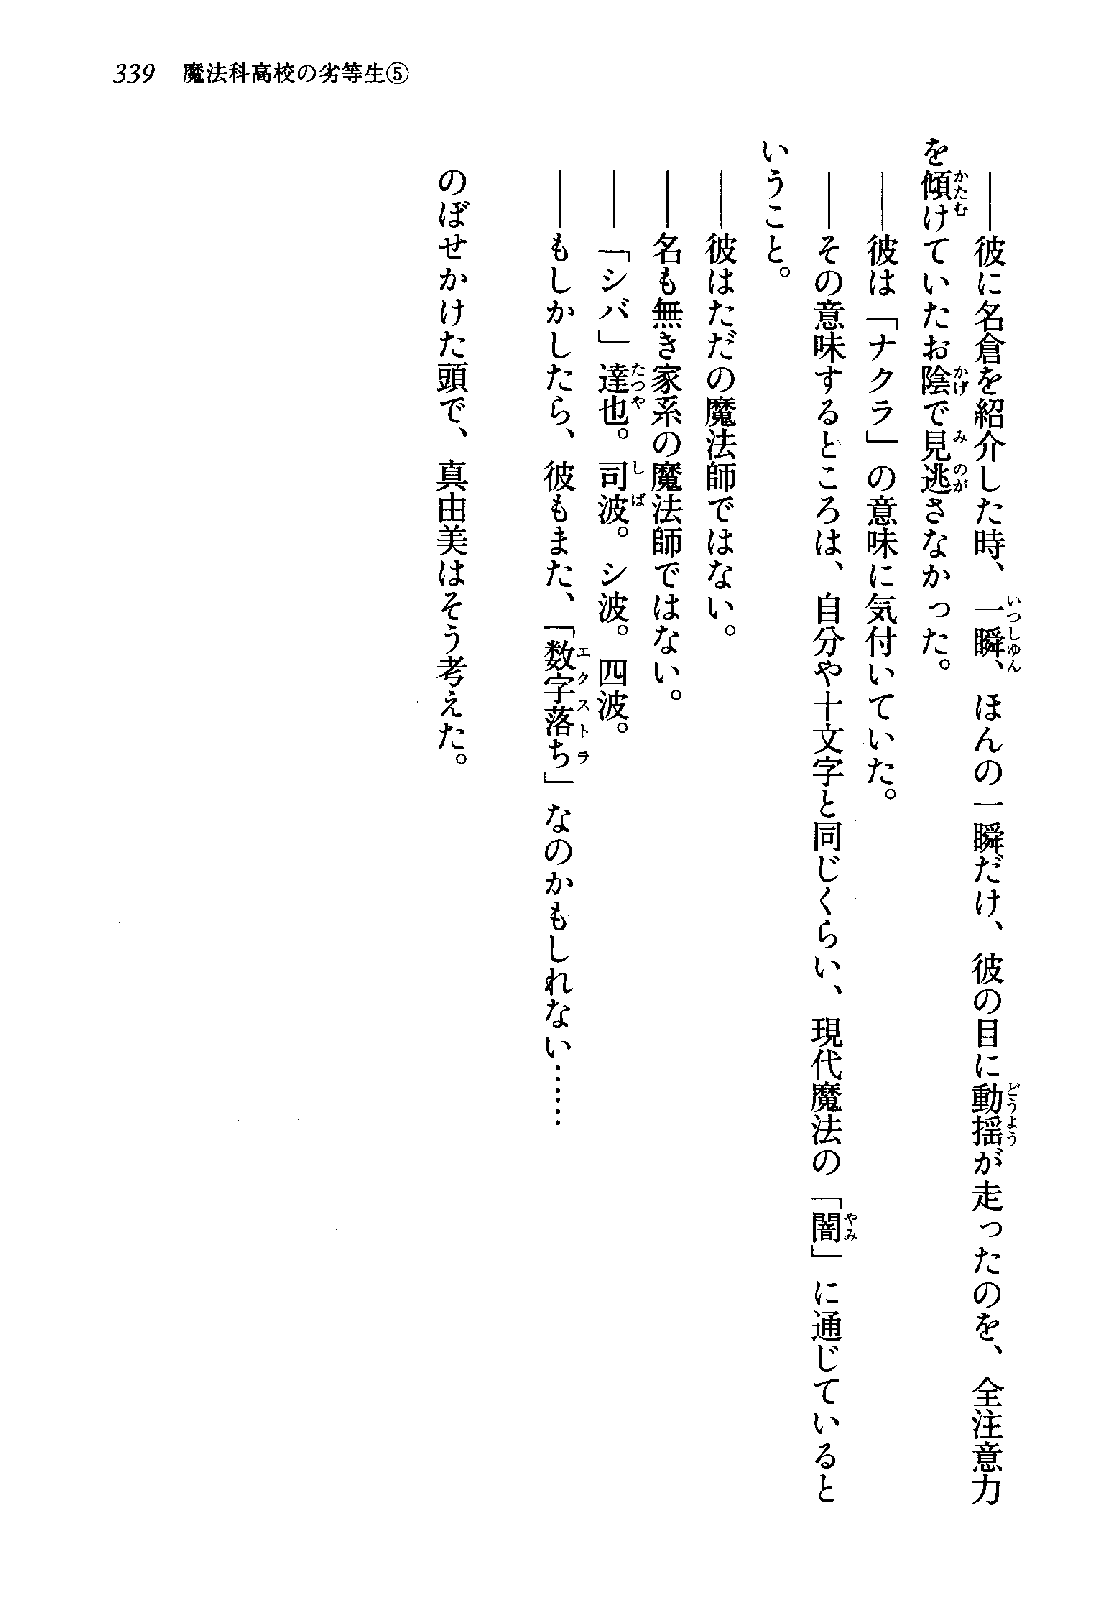 339 魔法科高校の劣等生⑤
――彼に名倉を紹介した時、一瞬、ほんの一瞬だけ、彼の目に動揺が走ったのを、全注意力
を傾けていたお陰で見逃さなかった。
――彼は「ナクラ」の意味に気付いていた。
――その意味するところは、自分や十文字と同じくらい、現代魔法の「闇」に通じていると
いうこと。
――彼はただの魔法師ではない。
――名も無き家系の魔法師ではない。
――「シバ」達也。司波。シ波。四波。
――もしかしたら、彼もまた、「数字落ち」なのかもしれない……
のぼせかけた頭で、真由美はそう考えた。